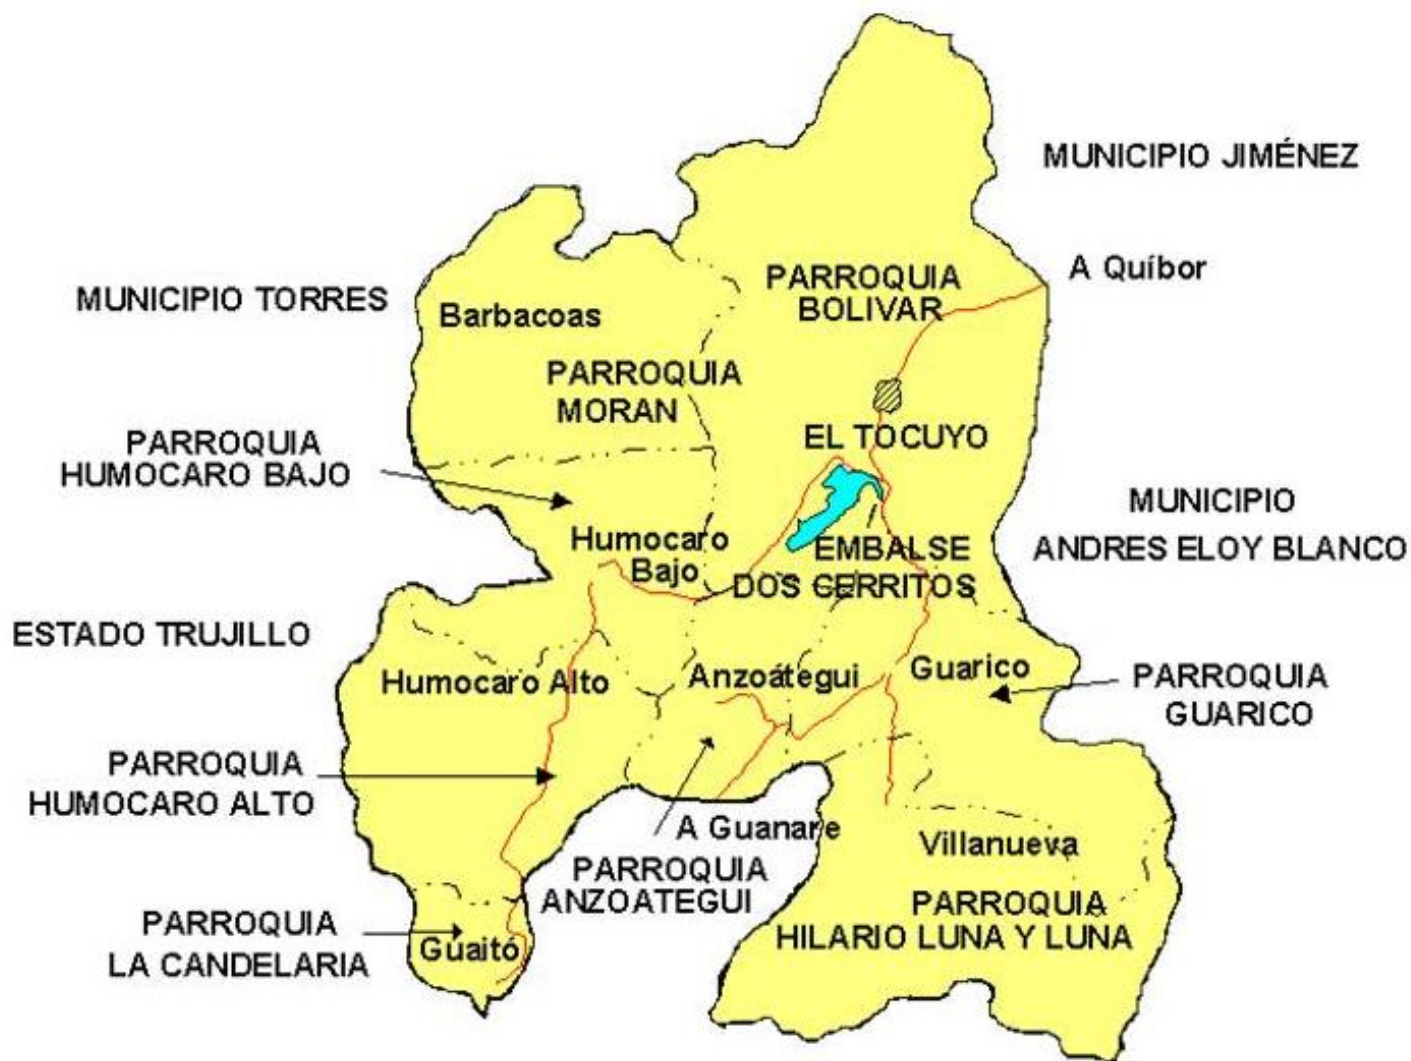 MUNICIPIO JIMÉNEZ
A Quíbor
PARROQUIA
BOLIVAR
MUNICIPIO TORRES
Barbacoas
PARROQUIA
MORAN
PARROQUIA
HUMOCARO BAJO
EL TOCUYO
MUNICIPIO
ANDRES ELOY BLANCO
Humocaro
Bajo
EMBALSE
DOS CERRITOS
ESTADO TRUJILLO
Humocaro Alto
Anzoátegui
Guarico
PARROQUIA
GUARICO
PARROQUIA
HUMOCARO ALTO
A Guanare
PARROQUIA
ANZOATEGUI
Villanueva
PARROQUIA
HILARIO LUNA Y LUNA
PARROQUIA
LA CANDELARIA
Guaitó